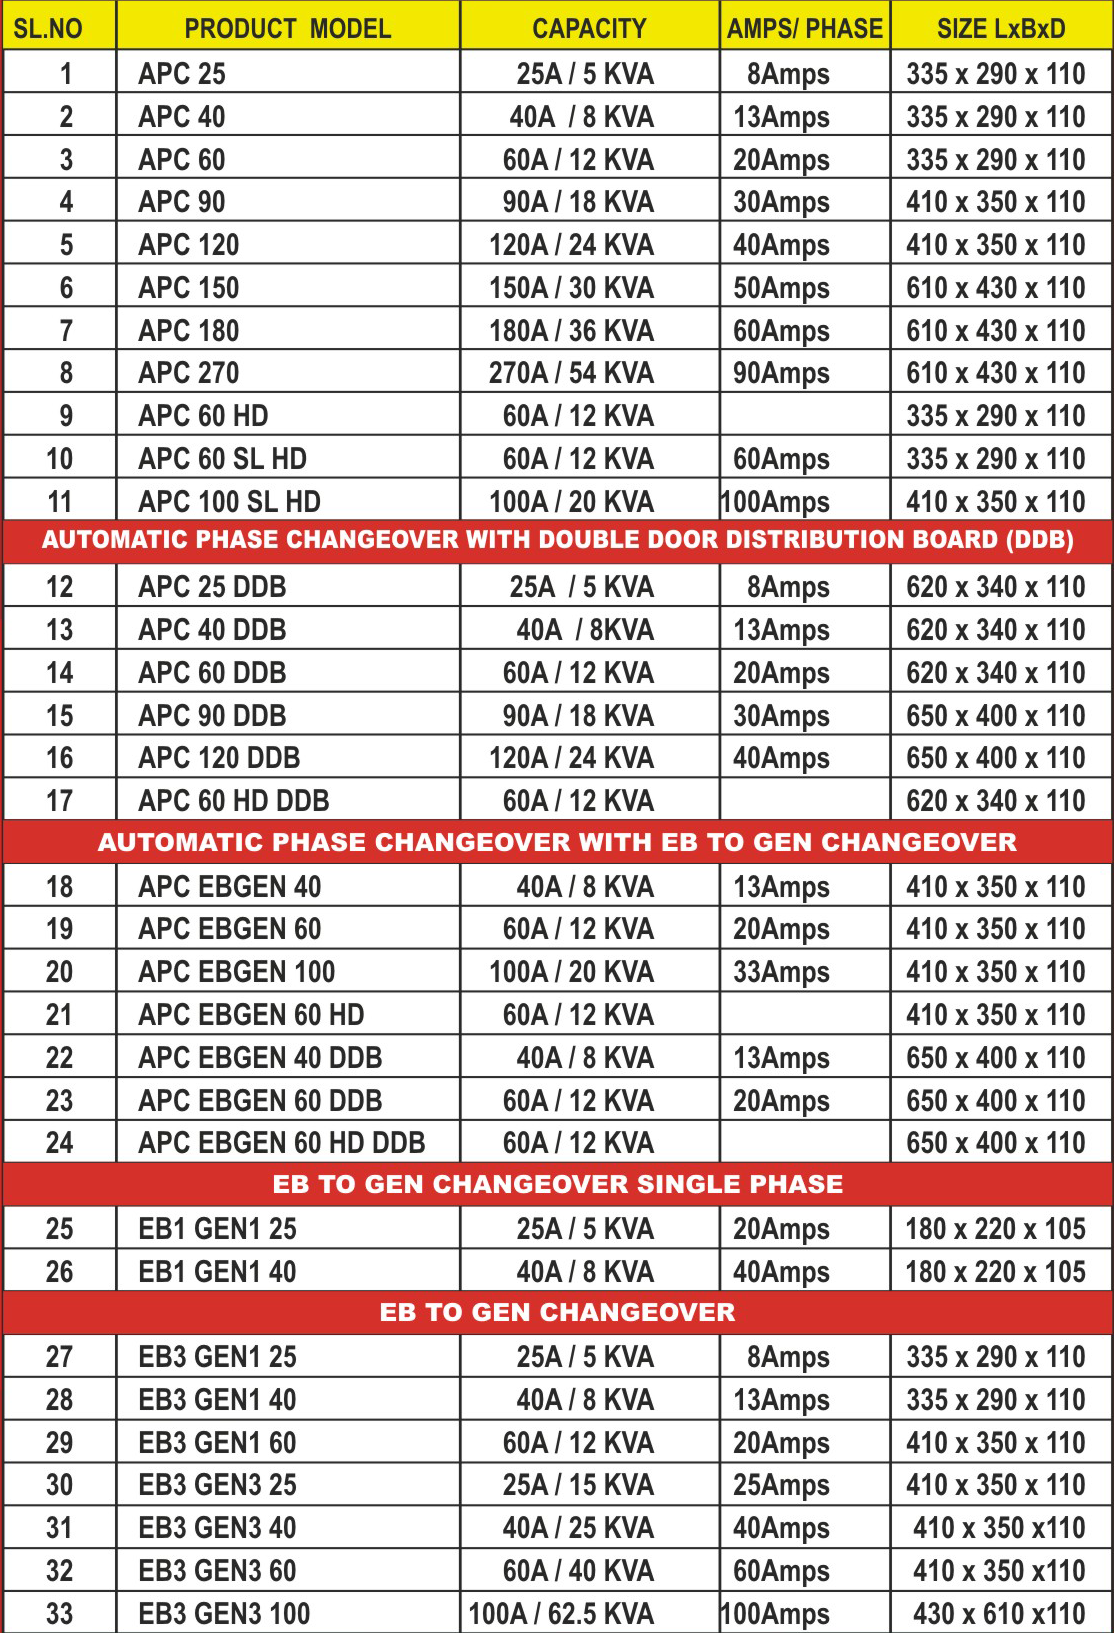 SL.NO PRODUCT MODEL CAPACITY AMPS/ PHASE SIZE LxBxD
1 APC 25 25A / 5 KVA 8Amps 335 x 290 x 110
2 APC 40 40A / 8 KVA 13Amps 335 x 290 x 110
3 APC 60 60A / 12 KVA 20Amps 335 x 290 x 110
4 APC 90 90A / 18 KVA 30Amps 410 x 350 x 110
5 APC 120 120A / 24 KVA 40Amps 410 x 350 x 110
6 APC 150 150A / 30 KVA 50Amps 610 x 430 x 110
7 APC 180 180A / 36 KVA 60Amps 610 x 430 x 110
8 APC 270 270A / 54 KVA 90Amps 610 x 430 x 110
9 APC 60 HD 60A / 12 KVA 335 x 290 x 110
10 APC 60 SL HD 60A / 12 KVA 60Amps 335 x 290 x 110
11 APC 100 SL HD 100A / 20 KVA 100Amps 410 x 350 x 110
AUTOMATIC PHASE CHANGEOVER WITH DOUBLE DOOR DISTRIBUTION BOARD (DDB)
12 APC 25 DDB 25A / 5 KVA 8Amps 620 x 340 x 110
13 APC 40 DDB 40A / 8KVA 13Amps 620 x 340 x 110
14 APC 60 DDB 60A / 12 KVA 20Amps 620 x 340 x 110
15 APC 90 DDB 90A / 18 KVA 30Amps 650 x 400 x 110
16 APC 120 DDB 120A / 24 KVA 40Amps 650 x 400 x 110
17 APC 60 HD DDB 60A / 12 KVA 620 x 340 x 110
AUTOMATIC PHASE CHANGEOVER WITH EB TO GEN CHANGEOVER
18 APC EBGEN 40 40A / 8 KVA 13Amps 410 x 350 x 110
19 APC EBGEN 60 60A / 12 KVA 20Amps 410 x 350 x 110
20 APC EBGEN 100 100A / 20 KVA 33Amps 410 x 350 x 110
21 APC EBGEN 60 HD 60A / 12 KVA 410 x 350 x 110
22 APC EBGEN 40 DDB 40A / 8 KVA 13Amps 650 x 400 x 110
23 APC EBGEN 60 DDB 60A / 12 KVA 20Amps 650 x 400 x 110
24 APC EBGEN 60 HD DDB 60A / 12 KVA 650 x 400 x 110
EB TO GEN CHANGEOVER SINGLE PHASE
25 EB1 GEN1 25 25A / 5 KVA 20Amps 180 x 220 x 105
26 EB1 GEN1 40 40A / 8 KVA 40Amps 180 x 220 x 105
EB TO GEN CHANGEOVER
27 EB3 GEN1 25 25A / 5 KVA 8Amps 335 x 290 x 110
28 EB3 GEN1 40 40A / 8 KVA 13Amps 335 x 290 x 110
29 EB3 GEN1 60 60A / 12 KVA 20Amps 410 x 350 x 110
30 EB3 GEN3 25 25A / 15 KVA 25Amps 410 x 350 x 110
31 EB3 GEN3 40 40A / 25 KVA 40Amps 410 x 350 x110
32 EB3 GEN3 60 60A / 40 KVA 60Amps 410 x 350 x110
33 EB3 GEN3 100 100A / 62.5 KVA 100Amps 430 x 610 x110